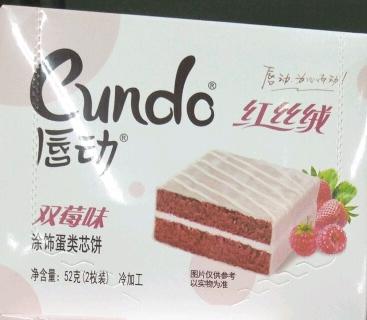 Cundo®
唇动®
唇动,为心而动!
红丝绒
双莓味
涂饰蛋类芯饼
净含量:52克(2枚装) 冷加工
图片仅供参考
以实物为准